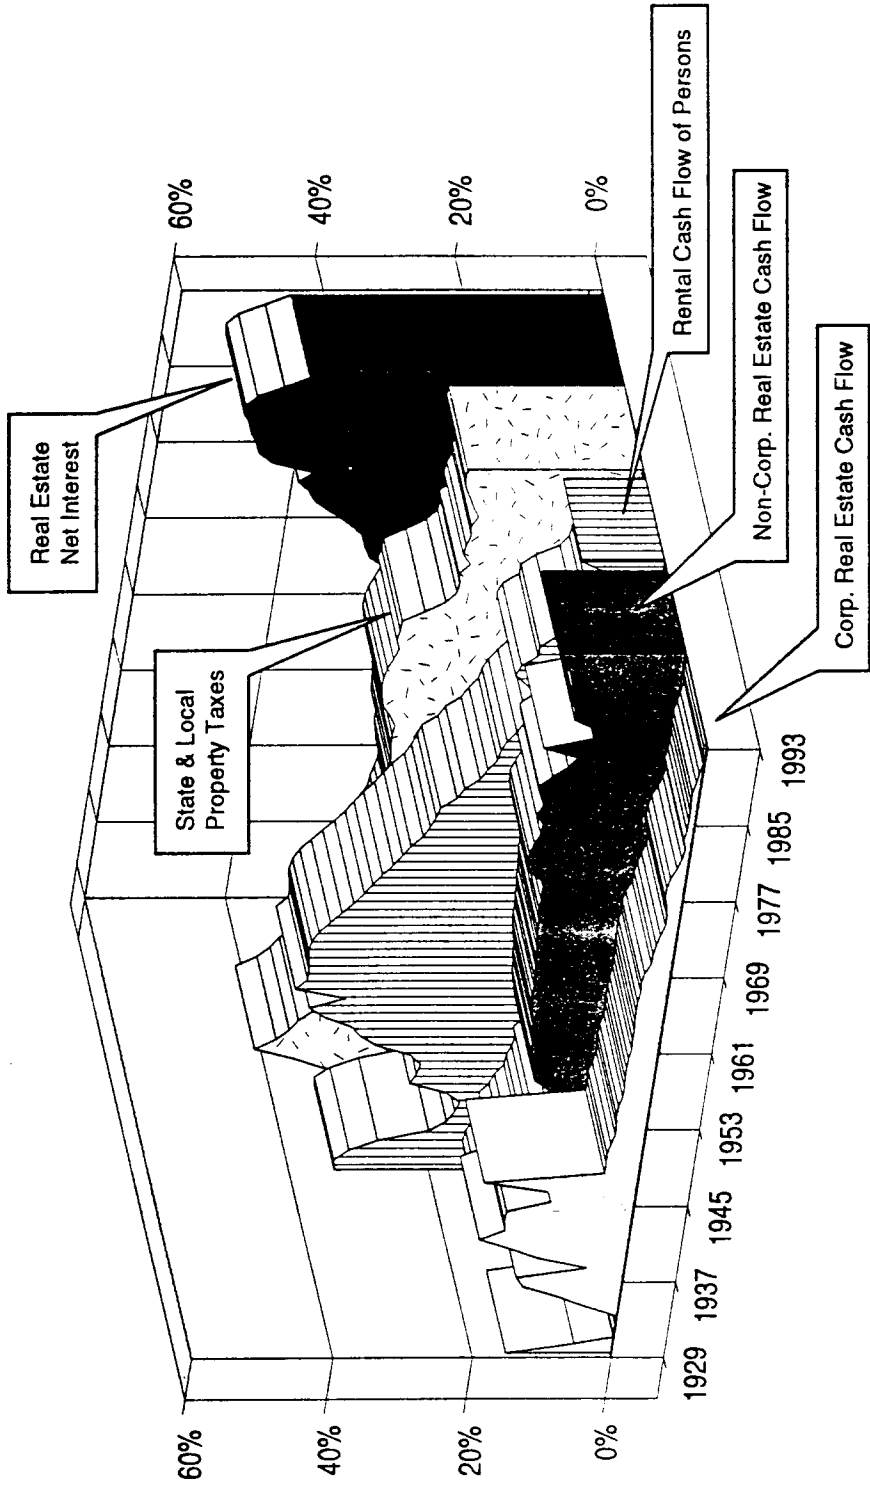 Real Estate
Net Interest
State & Local
Property Taxes
60%
40%
20%
0%
60%
40%
20%
0%
1929
1937
1945
1953
1961
1969
1977
1985
1993
Rental Cash Flow of Persons
Non-Corp. Real Estate Cash Flow
Corp. Real Estate Cash Flow